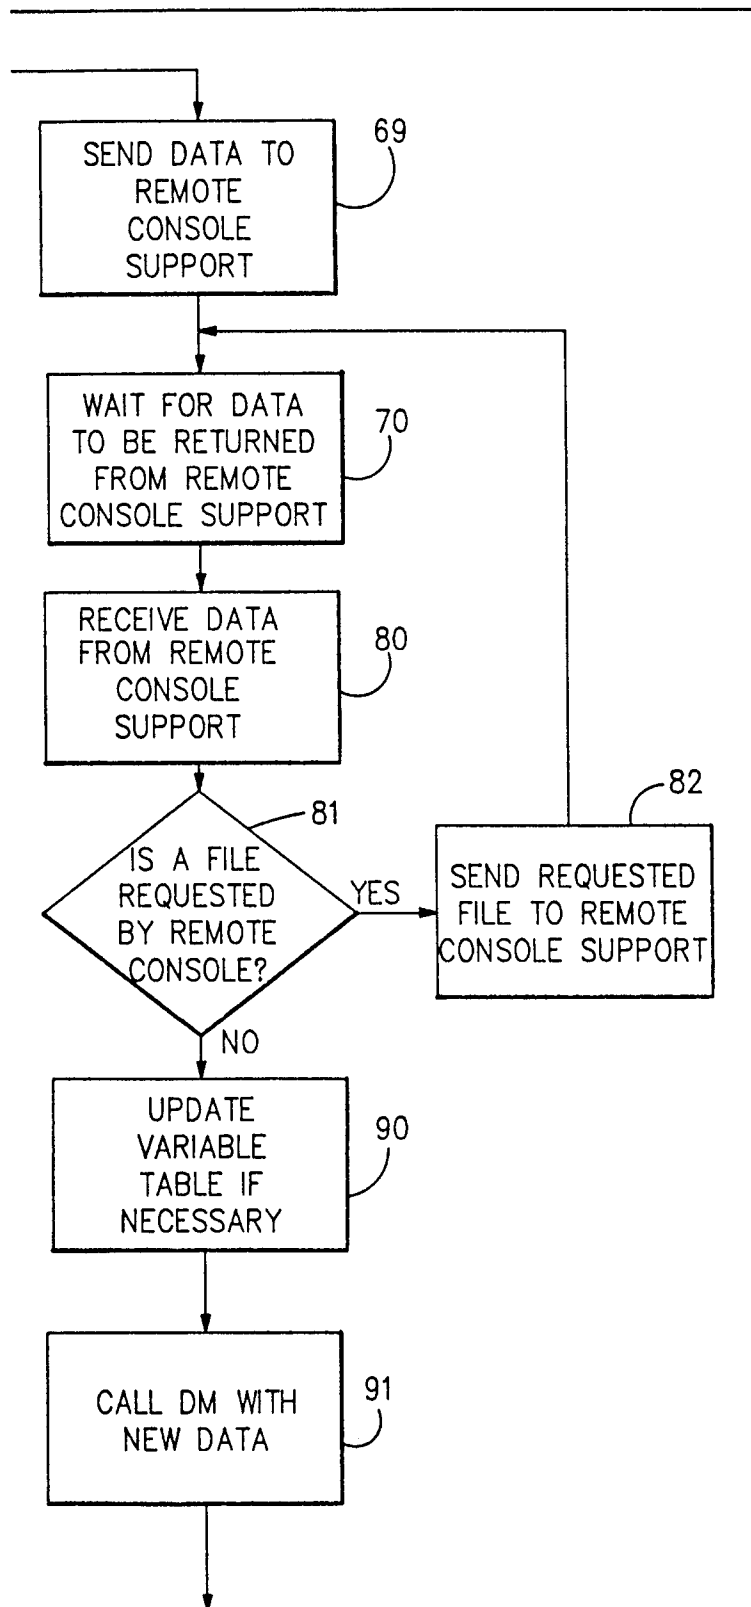 69
SEND DATA TO
REMOTE
CONSOLE
SUPPORT
WAIT FOR DATA
TO BE RETURNED
FROM REMOTE
CONSOLE SUPPORT
70
RECEIVE DATA
FROM REMOTE
CONSOLE
SUPPORT
80
81
IS A FILE
REQUESTED
BY REMOTE
CONSOLE?
YES
82
SEND REQUESTED
FILE TO REMOTE
CONSOLE SUPPORT
NO
UPDATE
VARIABLE
TABLE IF
NECESSARY
90
CALL DM WITH
NEW DATA
91